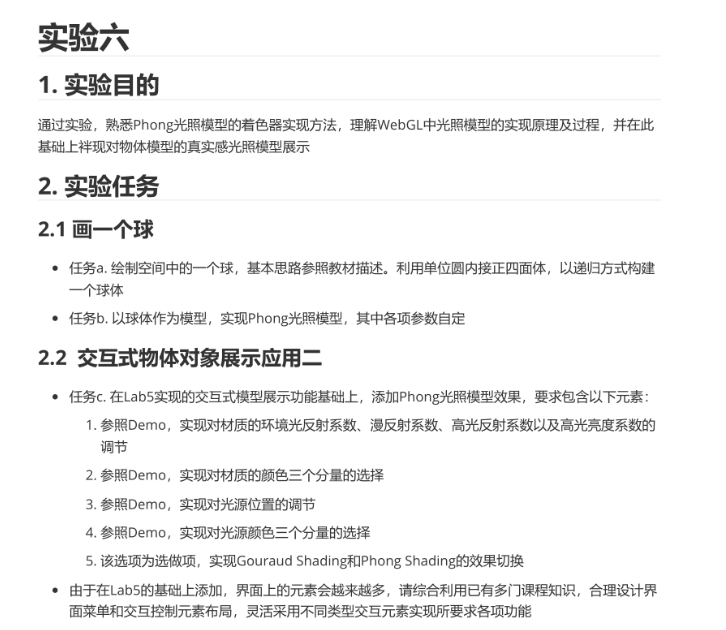 实验六
1. 实验目的
通过实验，熟悉Phong光照模型的着色器实现方法，理解WebGL中光照模型的实现原理及过程，并在此
基础上袢现对物体模型的真实感光照模型展示
2. 实验任务
2.1 画一个球
• 任务a. 绘制空间中的一个球，基本思路参照教材描述。利用单位圆内接正四面体，以递归方式构建
一个球体
• 任务b. 以球体作为模型，实现Phong光照模型，其中各项参数自定
2.2 交互式物体对象展示应用二
• 任务c. 在Lab5实现的交互式模型展示功能基础上，添加Phong光照模型效果，要求包含以下元素：
1. 参照Demo，实现对材质的环境光反射系数、漫反射系数、高光反射系数以及高光亮度系数的
调节
2. 参照Demo，实现对材质的颜色三个分量的选择
3. 参照Demo，实现对光源位置的调节
4. 参照Demo，实现对光源颜色三个分量的选择
5. 该选项为选做项，实现Gouraud Shading和Phong Shading的效果切换
• 由于在Lab5的基础上添加，界面上的元素会越来越多，请综合利用已有多门课程知识，合理设计界
面菜单和交互控制元素布局，灵活采用不同类型交互元素实现所要求各项功能